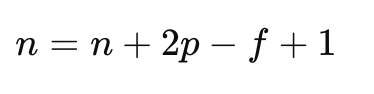 n = n + 2p − f + 1